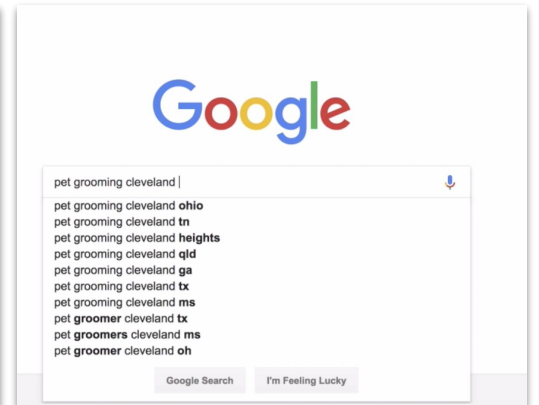 Google
pet grooming cleveland
pet grooming cleveland ohio
pet grooming cleveland tn
pet grooming cleveland heights
pet grooming cleveland qld
pet grooming cleveland ga
pet grooming cleveland tx
pet grooming cleveland ms
pet groomer cleveland tx
pet groomers cleveland ms
pet groomer cleveland oh
Google Search I'm Feeling Lucky